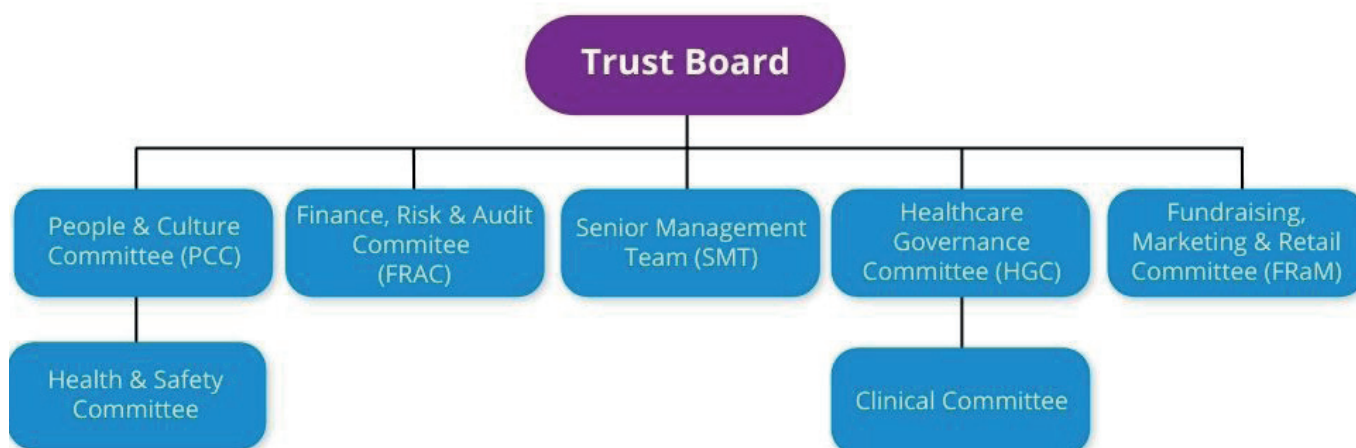 Trust Board
People & Culture
Committee (PCC)
Finance, Risk & Audit
Commitee
(FRAC)
Senior Management
Team (SMT)
Healthcare
Governance
Committee (HGC)
Fundraising,
Marketing & Retail
Committee (FRaM)
Health & Safety
Committee
Clinical Committee